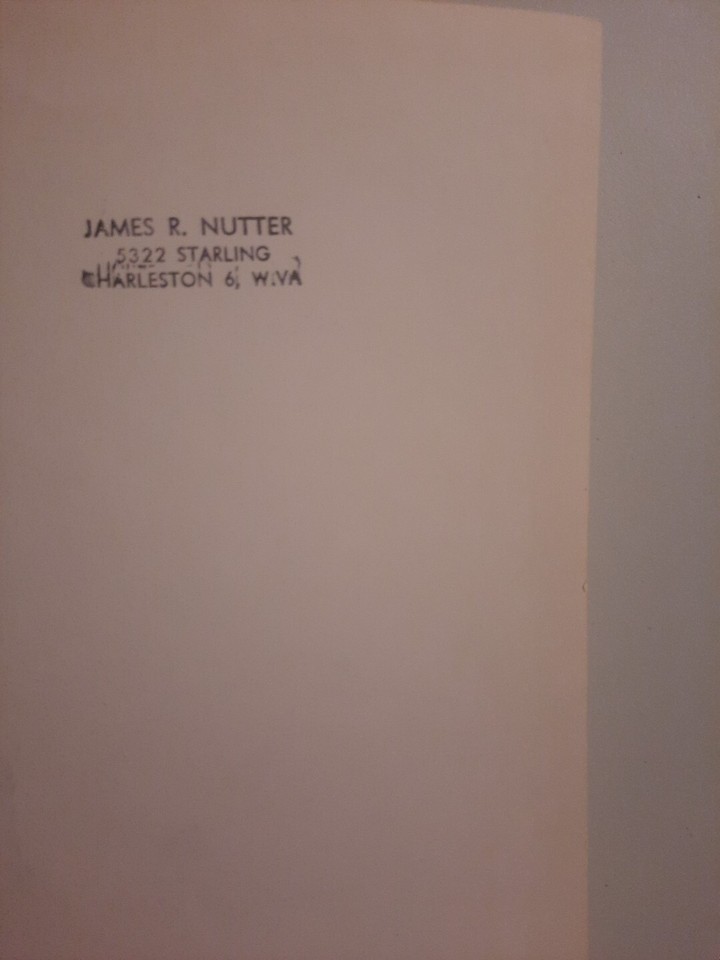 JAMES R. NUTTER
5322 STARLING
CHARLESTON 6, W.VA